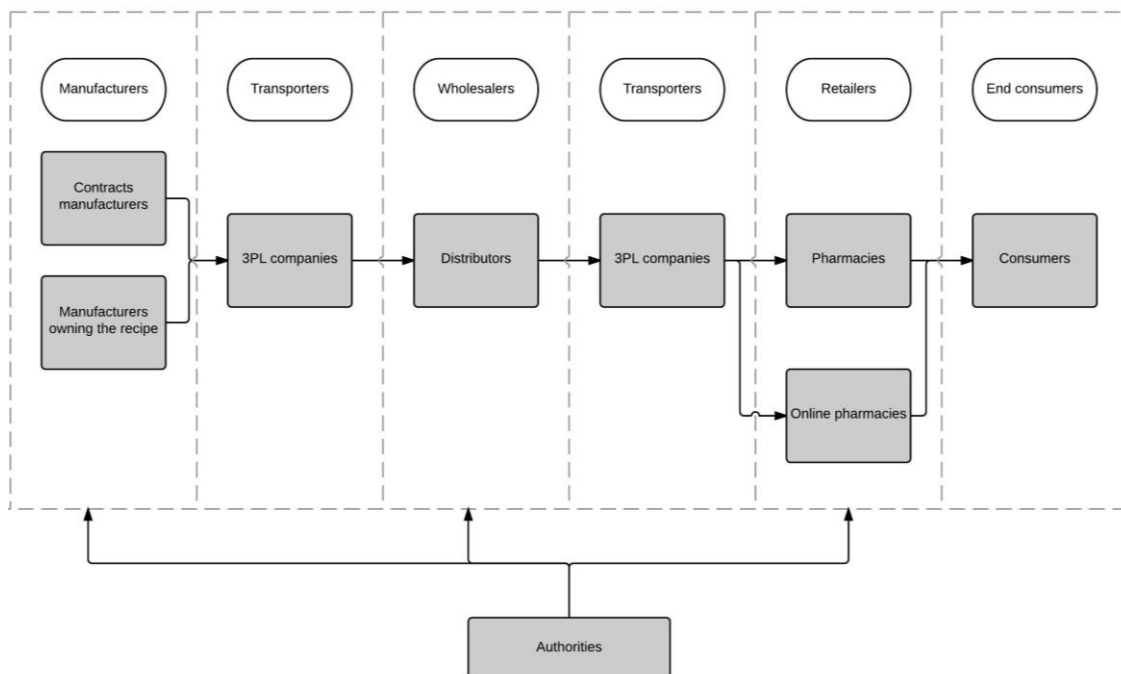 Manufacturers
Transporters
Wholesalers
Transporters
Retailers
End consumers
Contracts
manufacturers
3PL companies
Distributors
3PL companies
Pharmacies
Consumers
Manufacturers
owning the recipe
Online pharmacies
Authorities